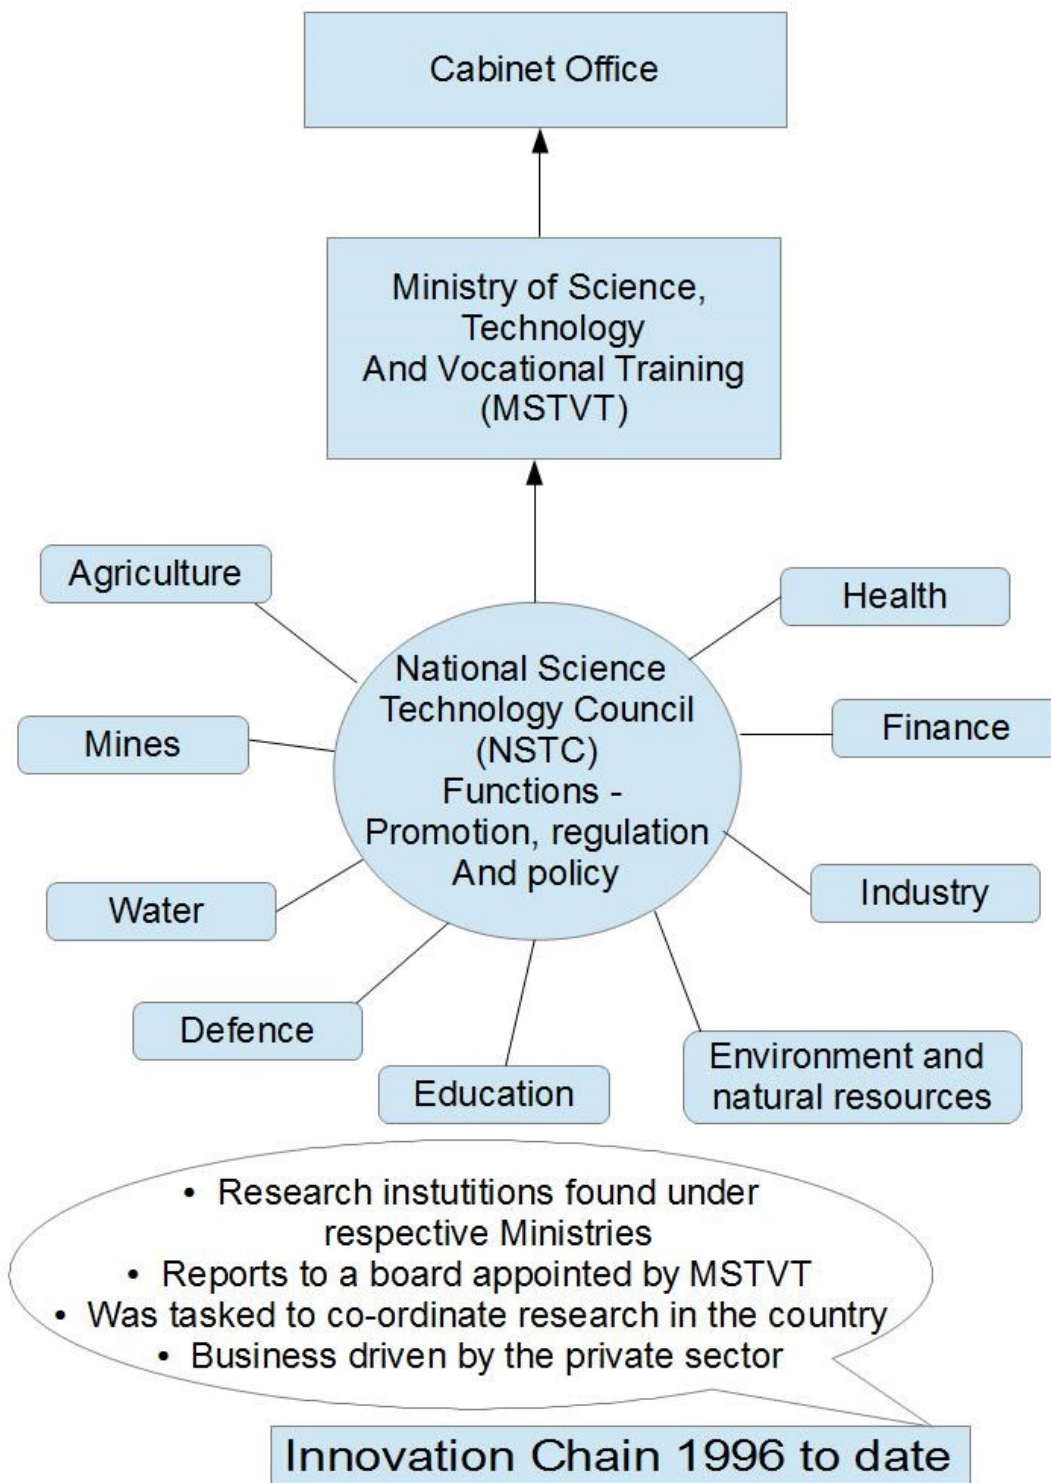 Cabinet Office
Ministry of Science,
Technology
And Vocational Training
(MSTVT)
Agriculture
Health
National Science
Technology Council
(NSTC)
Functions -
Promotion, regulation
And policy
Mines
Finance
Water
Industry
Defence
Education
Environment and
natural resources
• Research instutitions found under
respective Ministries
• Reports to a board appointed by MSTVT
• Was tasked to co-ordinate research in the country
• Business driven by the private sector
Innovation Chain 1996 to date